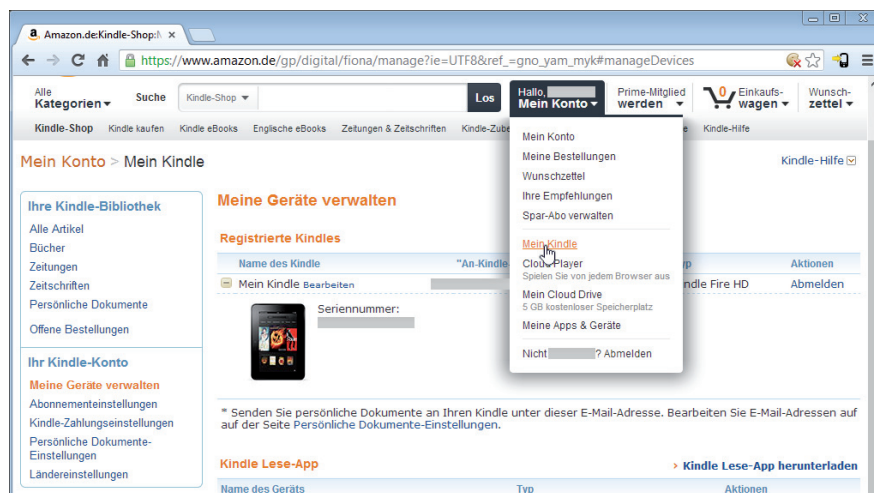 Amazon.de:Kindle-Shop:
https://www.amazon.de/gp/digital/fiona/manage?ie=UTF8&ref_=gno_yam_myk#manageDevices
Alle
Kategorien
Suche
Kindle-Shop
Los
Hallo,
Mein Konto
Prime-Mitglied
werden
0
Einkaufs-
wagen
Wunsch-
zettel
Kindle-Shop Kindle kaufen Kindle eBooks Englische eBooks Zeitungen & Zeitschriften Kindle-Zube e Kindle-Hilfe
Mein Konto > Mein Kindle
Kindle-Hilfe
Mein Konto
Meine Bestellungen
Wunschzettel
Ihre Empfehlungen
Spar-Abo verwalten
Mein Kindle
Cloud Player
Spielen Sie von jedem Browser aus
Mein Cloud Drive
5 GB kostenloser Speicherplatz
Meine Apps & Geräte
Nicht ? Abmelden
Ihre Kindle-Bibliothek
Alle Artikel
Bücher
Zeitungen
Zeitschriften
Persönliche Dokumente
Offene Bestellungen
Ihr Kindle-Konto
Meine Geräte verwalten
Abonnementeinstellungen
Kindle-Zahlungseinstellungen
Persönliche Dokumente-
Einstellungen
Ländereinstellungen
Meine Geräte verwalten
Registrierte Kindles
Name des Kindle "An-Kindle- yp Aktionen
Mein Kindle Bearbeiten ndle Fire HD Abmelden
Seriennummer:
* Senden Sie persönliche Dokumente an Ihren Kindle unter dieser E-Mail-Adresse. Bearbeiten Sie E-Mail-Adressen auf
auf der Seite Persönliche Dokumente-Einstellungen.
Kindle Lese-App
› Kindle Lese-App herunterladen
Name des Geräts Typ Aktionen